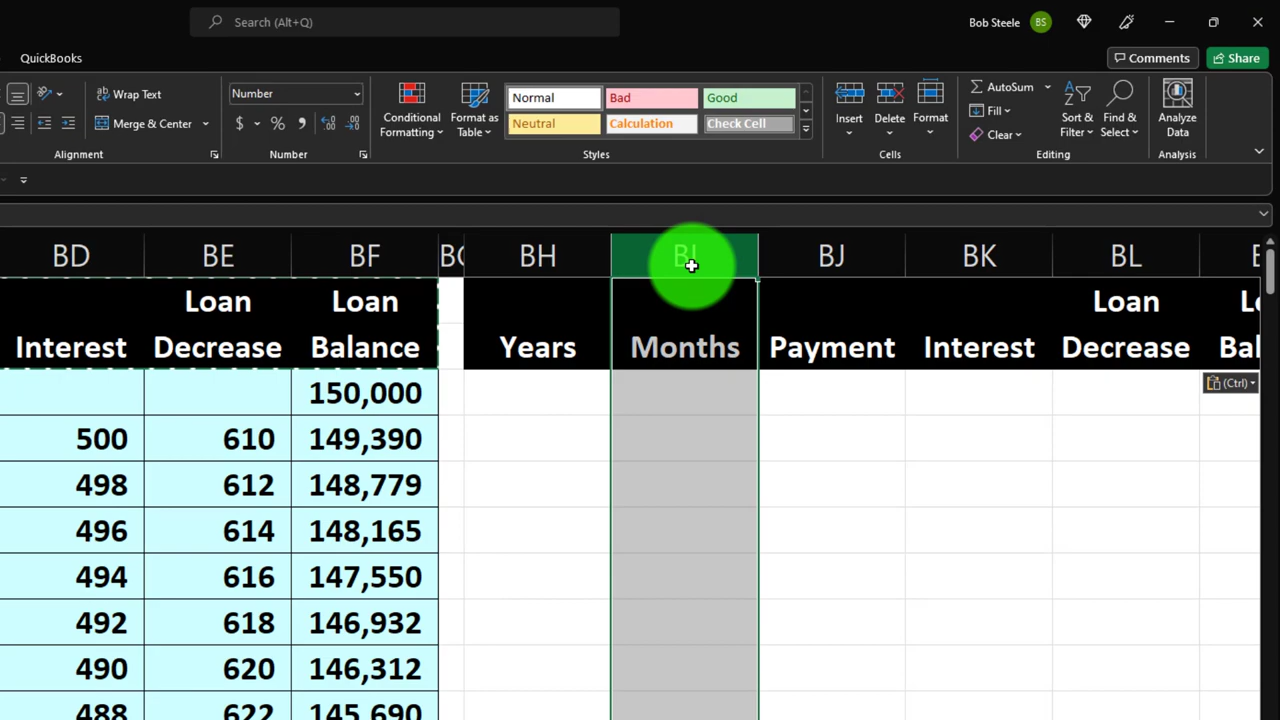 Search (Alt+Q)
Bob Steele
BS
QuickBooks
Comments
Share
Wrap Text
Merge & Center
Number
$ % ,
Conditional
Formatting
Format as
Table
Normal
Bad
Good
Neutral
Calculation
Check Cell
Insert
Delete
Format
AutoSum
Fill
Clear
Sort &
Filter
Find &
Select
Analyze
Data
Alignment
Number
Styles
Cells
Editing
Analysis
BD BE BF BH BI BJ BK BL
Loan Loan Loan
Interest Decrease Balance Years Months Payment Interest Decrease Bal
(Ctrl)
150,000
500 610 149,390
498 612 148,779
496 614 148,165
494 616 147,550
492 618 146,932
490 620 146,312
488 622 145,690